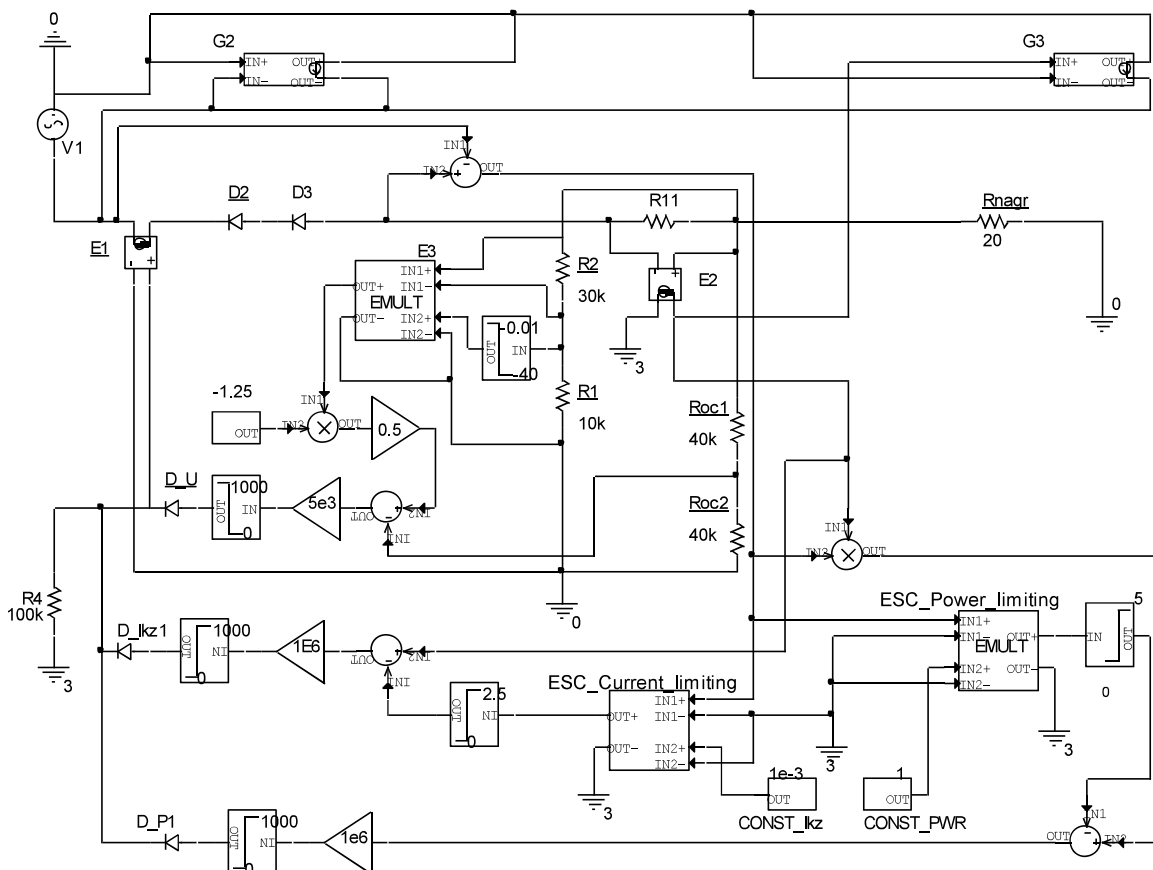 0
G2
IN+
OUT+
IN-
OUT-
G3
IN+
OUT+
IN-
OUT-
V1
IN1
IN2
OUT
-
+
D2
D3
R11
Rnagr
20
0
E1
-
+
E3
IN1+
IN1-
IN2+
IN2-
OUT+
OUT-
EMULT
R2
30k
-0.01
OUT
IN
-40
E2
-
+
3
R1
10k
-1.25
OUT
IN1
IN2
OUT
0.5
Roc1
40k
Roc2
40k
D_U
1000
OUT
IN
0
5e3
OUT
IN2
IN1
-
+
IN1
IN2
OUT
R4
100k
3
0
D_Ikz1
1000
OUT
IN
0
1E6
OUT
IN2
IN1
-
ESC_Power_limiting
IN1+
IN1-
OUT+
EMULT
IN2+
OUT-
IN2-
3
5
IN
OUT
0
ESC_Current_limiting
IN1+
OUT+
IN1-
OUT-
IN2+
IN2-
3
2.5
OUT
IN
0
3
1e-3
OUT
CONST_Ikz
1
OUT
CONST_PWR
D_P1
1000
OUT
IN
0
1e6
N1
OUT
IN2
-
+